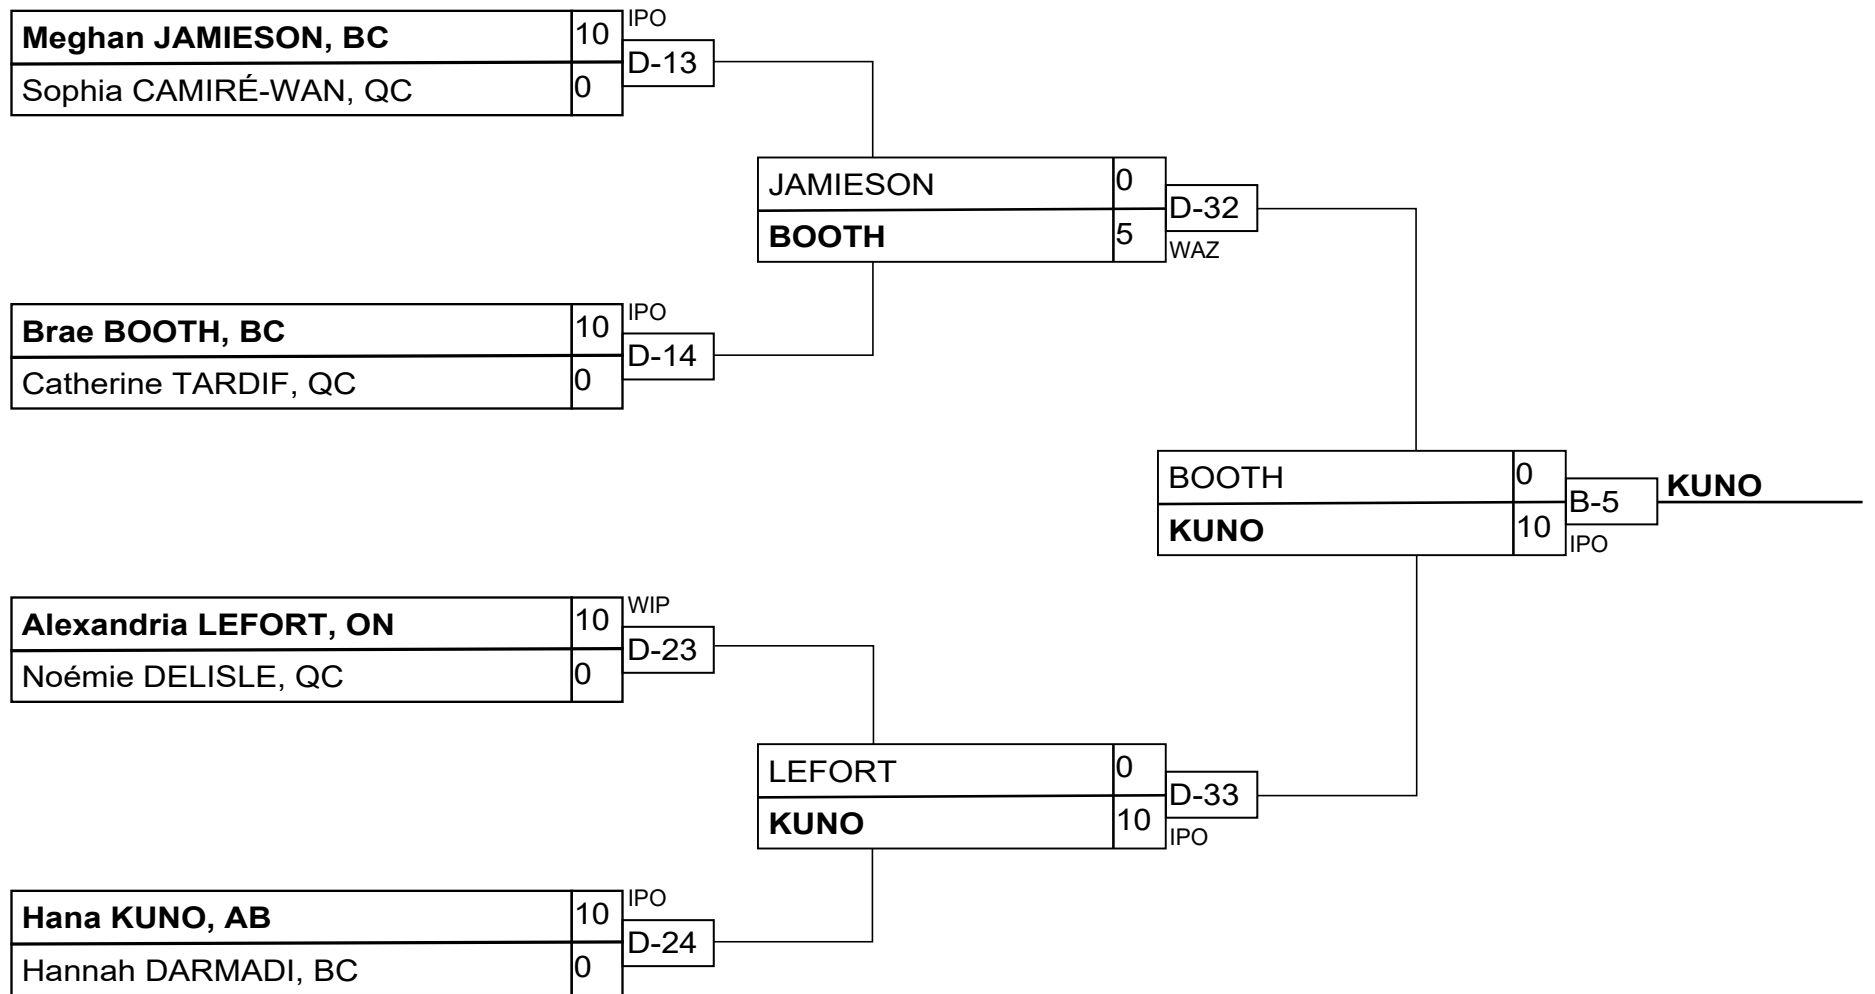 Meghan JAMIESON, BC 10 IPO
D-13
Sophia CAMIRÉ-WAN, QC 0
JAMIESON 0
D-32
BOOTH 5 WAZ
Brae BOOTH, BC 10 IPO
D-14
Catherine TARDIF, QC 0
BOOTH 0
B-5 KUNO
KUNO 10 IPO
Alexandria LEFORT, ON 10 WIP
D-23
Noémie DELISLE, QC 0
LEFORT 0
D-33
KUNO 10 IPO
Hana KUNO, AB 10 IPO
D-24
Hannah DARMADI, BC 0